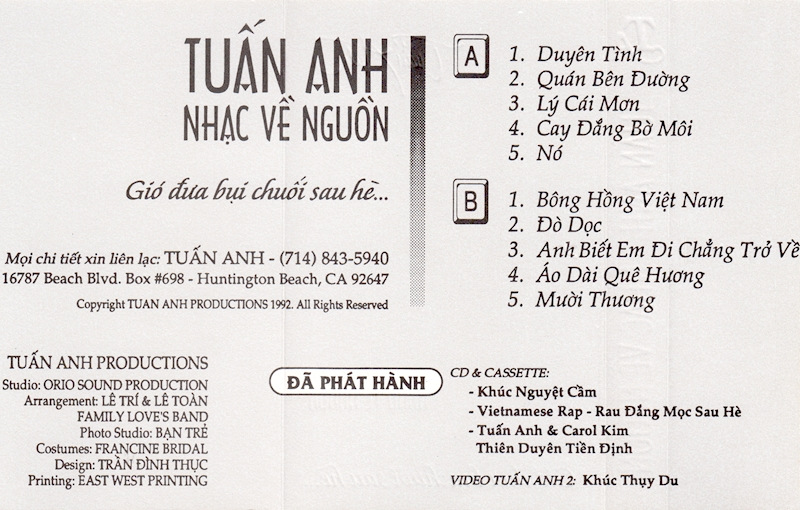 TUẤN ANH
NHẠC VỀ NGUỒN
Gió đưa bụi chuối sau hè...
Mọi chi tiết xin liên lạc: TUẤN ANH - (714) 843-5940
16787 Beach Blvd. Box #698 - Huntington Beach, CA 92647
Copyright TUAN ANH PRODUCTIONS 1992. All Rights Reserved
A
1. Duyên Tình
2. Quán Bên Đường
3. Lý Cái Mơn
4. Cay Đắng Bờ Môi
5. Nó
B
1. Bông Hồng Việt Nam
2. Đò Dọc
3. Anh Biết Em Đi Chẳng Trở Về
4. Áo Dài Quê Hương
5. Mười Thương
TUẤN ANH PRODUCTIONS
Studio: ORIO SOUND PRODUCTION
Arrangement: LÊ TRÍ & LÊ TOÀN
FAMILY LOVE'S BAND
Photo Studio: BẠN TRẺ
Costumes: FRANCINE BRIDAL
Design: TRẦN ĐÌNH THỤC
Printing: EAST WEST PRINTING
ĐÃ PHÁT HÀNH
CD & CASSETTE:
- Khúc Nguyệt Cầm
- Vietnamese Rap - Rau Đắng Mọc Sau Hè
- Tuấn Anh & Carol Kim
Thiên Duyên Tiền Định
VIDEO TUẤN ANH 2: Khúc Thụy Du